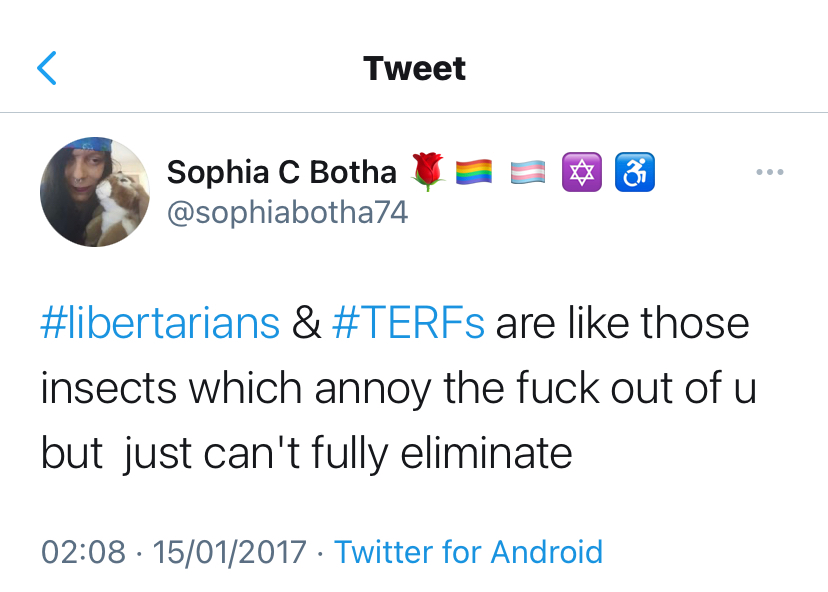 Tweet
Sophia C Botha 🌹 🏳️‍🌈 🏳️‍⚧️ 🔯 ♿
@sophiabotha74
#libertarians & #TERFs are like those
insects which annoy the fuck out of u
but  just can't fully eliminate
02:08 · 15/01/2017 · Twitter for Android